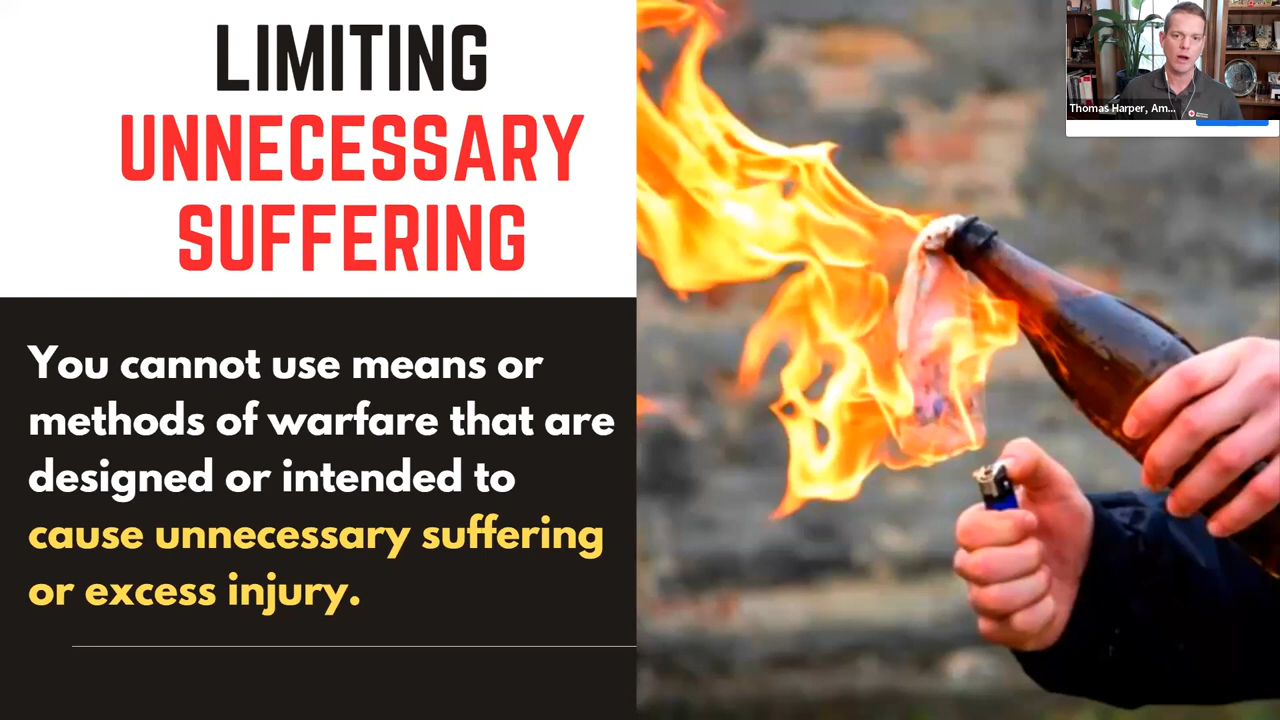 LIMITING
UNNECESSARY
SUFFERING
You cannot use means or
methods of warfare that are
designed or intended to
cause unnecessary suffering
or excess injury.
Thomas Harper, Am...